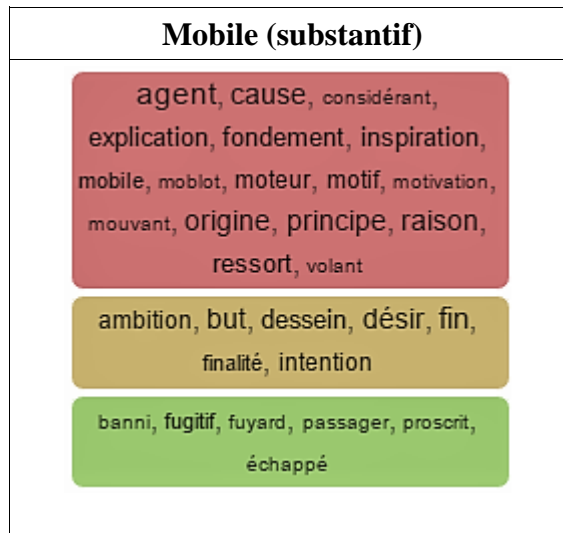 Mobile (substantif)
agent, cause, considérant,
explication, fondement, inspiration,
mobile, moblot, moteur, motif, motivation,
mouvant, origine, principe, raison,
ressort, volant
ambition, but, dessein, désir, fin,
finalité, intention
banni, fugitif, fuyard, passager, proscrit,
échappé